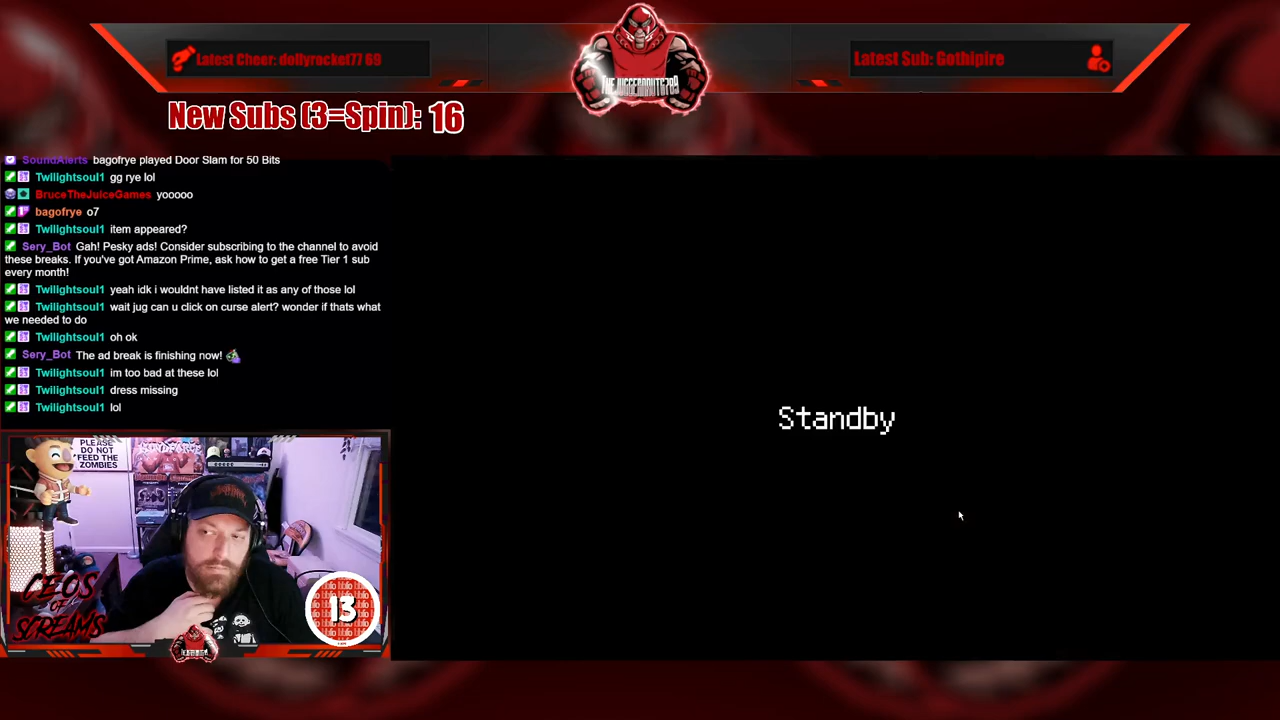 Latest Cheer: dollyrocket77 69
THEJUGGERNAUT6789
Latest Sub: Gothipire
New Subs (3=Spin): 16
SoundAlerts bagofrye played Door Slam for 50 Bits
Twilightsoul1 gg rye lol
BruceTheJuiceGames yooooo
bagofrye o7
Twilightsoul1 item appeared?
Sery_Bot Gah! Pesky ads! Consider subscribing to the channel to avoid
these breaks. If you've got Amazon Prime, ask how to get a free Tier 1 sub
every month!
Twilightsoul1 yeah idk i wouldnt have listed it as any of those lol
Twilightsoul1 wait jug can u click on curse alert? wonder if thats what
we needed to do
Twilightsoul1 oh ok
Sery_Bot The ad break is finishing now!
Twilightsoul1 im too bad at these lol
Twilightsoul1 dress missing
Twilightsoul1 lol
Standby
PLEASE
DO NOT
FEED THE
ZOMBIES
CEOS
OF
SCREAMS
13